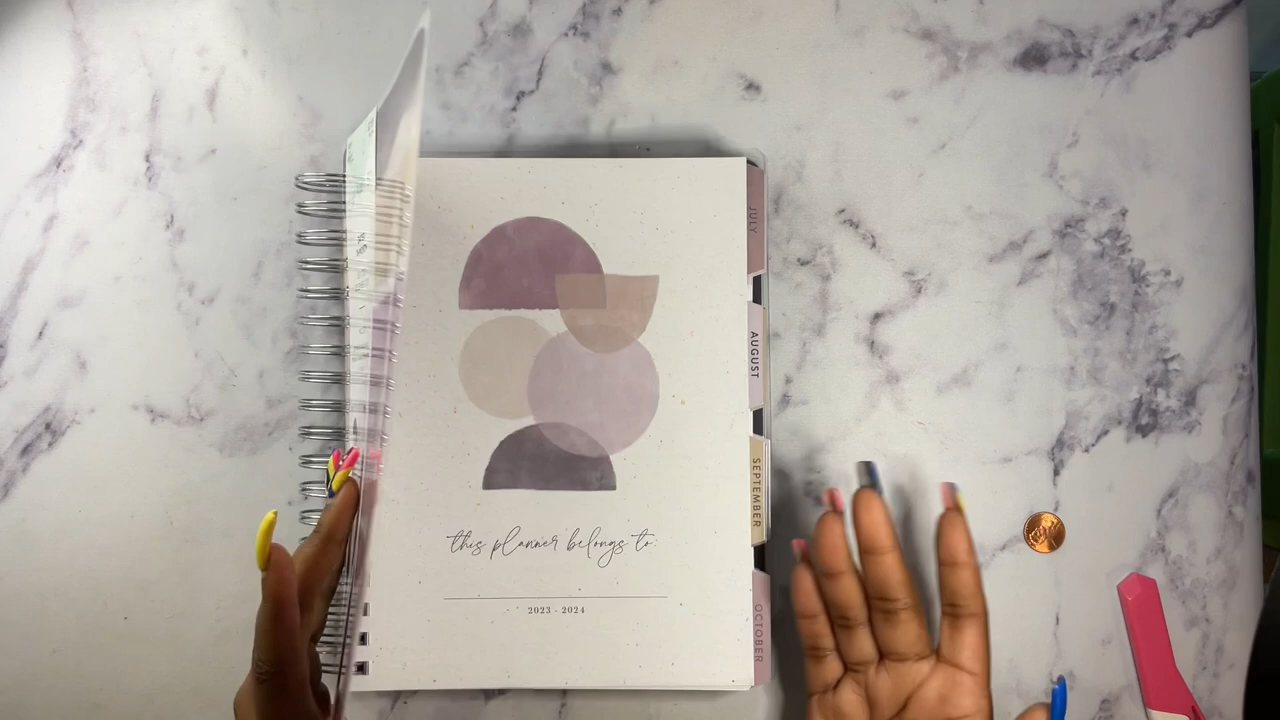 JULY
AUGUST
SEPTEMBER
OCTOBER
this planner belongs to:
2023 - 2024